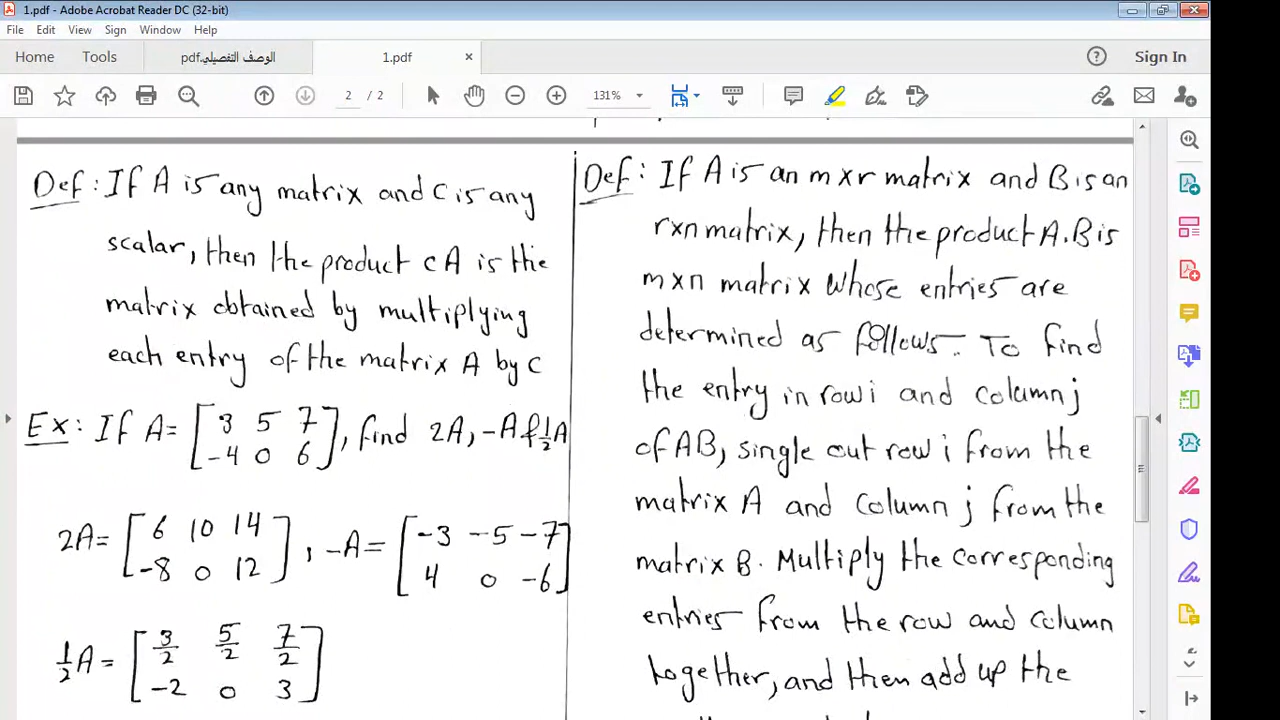 1.pdf - Adobe Acrobat Reader DC (32-bit)
File Edit View Sign Window Help
Home Tools الوصف التفصيلي.pdf 1.pdf × Sign In
2 / 2 131%
Def: If A is any matrix and c is any
scalar, then the product cA is the
matrix obtained by multiplying
each entry of the matrix A by c
Ex: If A= [ 3 5 7 ], find 2A, -A & 1/2 A
[ -4 0 6 ]
2A= [ 6 10 14 ], -A= [ -3 -5 -7 ]
[ -8 0 12 ] [ 4 0 -6 ]
1/2 A= [ 3/2 5/2 7/2 ]
[ -2 0 3 ]
Def: If A is an mxr matrix and B is an
rxn matrix, then the product A.B is
mxn matrix whose entries are
determined as follows. To find
the entry in row i and column j
of AB, single out row i from the
matrix A and column j from the
matrix B. Multiply the corresponding
entries from the row and column
together, and then add up the